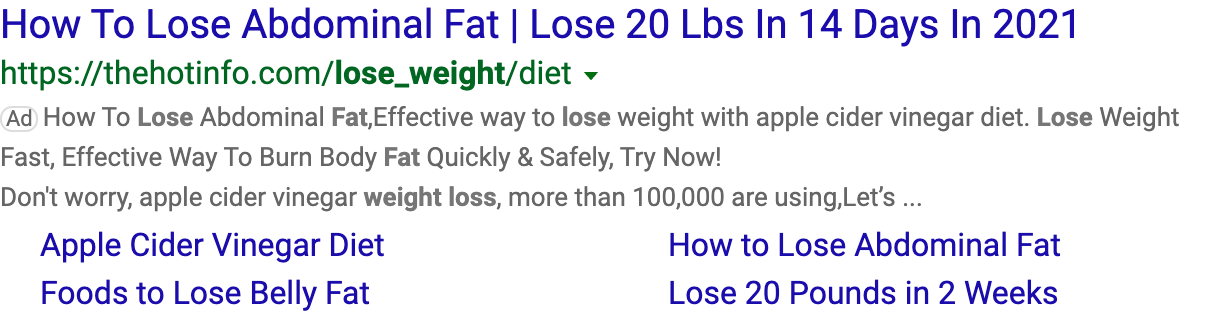 How To Lose Abdominal Fat | Lose 20 Lbs In 14 Days In 2021
https://thehotinfo.com/lose_weight/diet
Ad How To Lose Abdominal Fat,Effective way to lose weight with apple cider vinegar diet. Lose Weight
Fast, Effective Way To Burn Body Fat Quickly & Safely, Try Now!
Don't worry, apple cider vinegar weight loss, more than 100,000 are using,Let’s ...
Apple Cider Vinegar Diet How to Lose Abdominal Fat
Foods to Lose Belly Fat Lose 20 Pounds in 2 Weeks